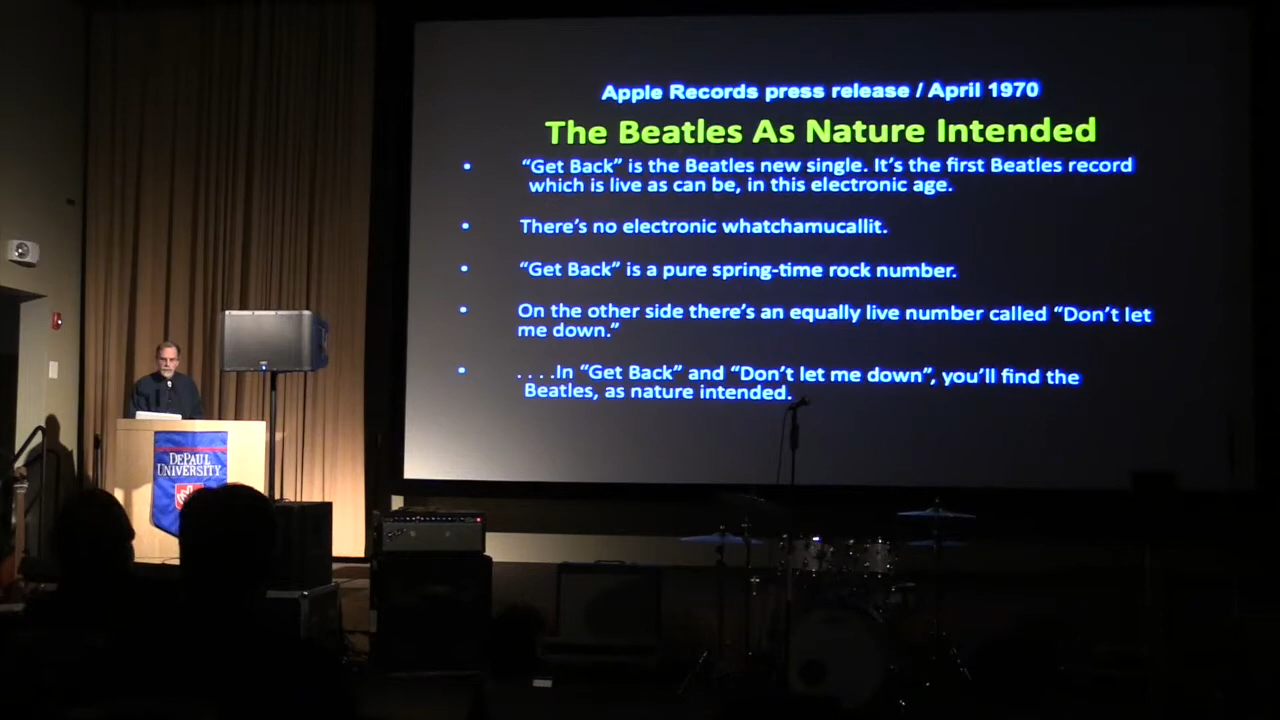 Apple Records press release / April 1970
The Beatles As Nature Intended
• “Get Back” is the Beatles new single. It’s the first Beatles record
which is live as can be, in this electronic age.
• There’s no electronic whatchamucallit.
• “Get Back” is a pure spring-time rock number.
• On the other side there’s an equally live number called “Don’t let
me down.”
• . . . .In “Get Back” and “Don’t let me down”, you’ll find the
Beatles, as nature intended.
DEPAUL
UNIVERSITY